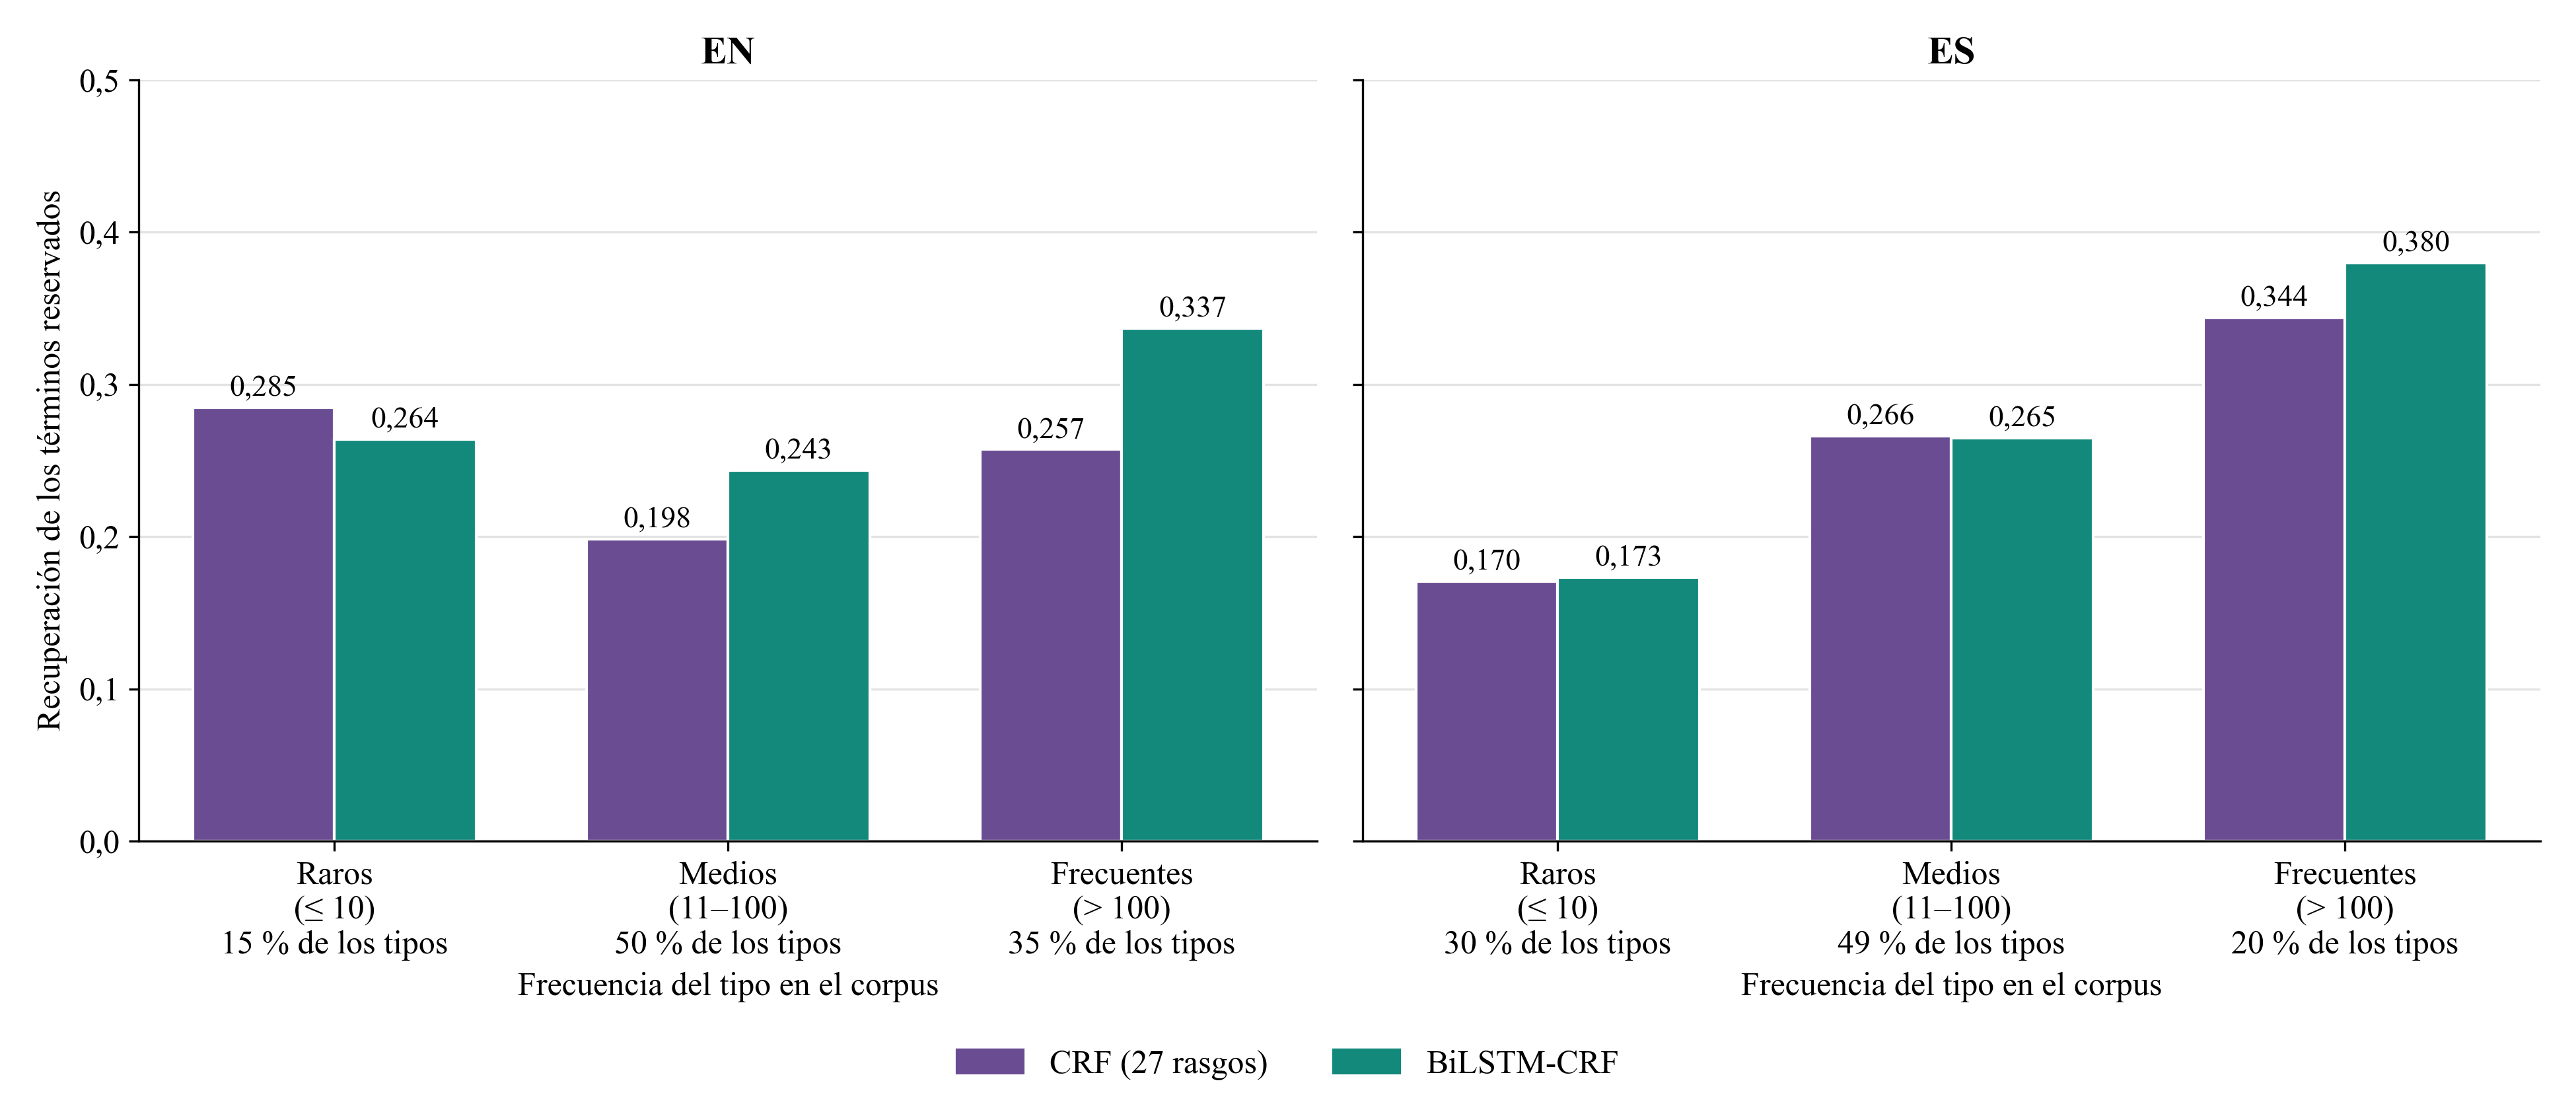 EN
ES
Recuperación de los términos reservados
0,5
0,4
0,3
0,2
0,1
0,0
0,285
0,264
0,198
0,243
0,257
0,337
0,170
0,173
0,266
0,265
0,344
0,380
Raros
(≤ 10)
15 % de los tipos
Medios
(11–100)
50 % de los tipos
Frecuentes
(> 100)
35 % de los tipos
Frecuencia del tipo en el corpus
Raros
(≤ 10)
30 % de los tipos
Medios
(11–100)
49 % de los tipos
Frecuentes
(> 100)
20 % de los tipos
Frecuencia del tipo en el corpus
CRF (27 rasgos)
BiLSTM-CRF